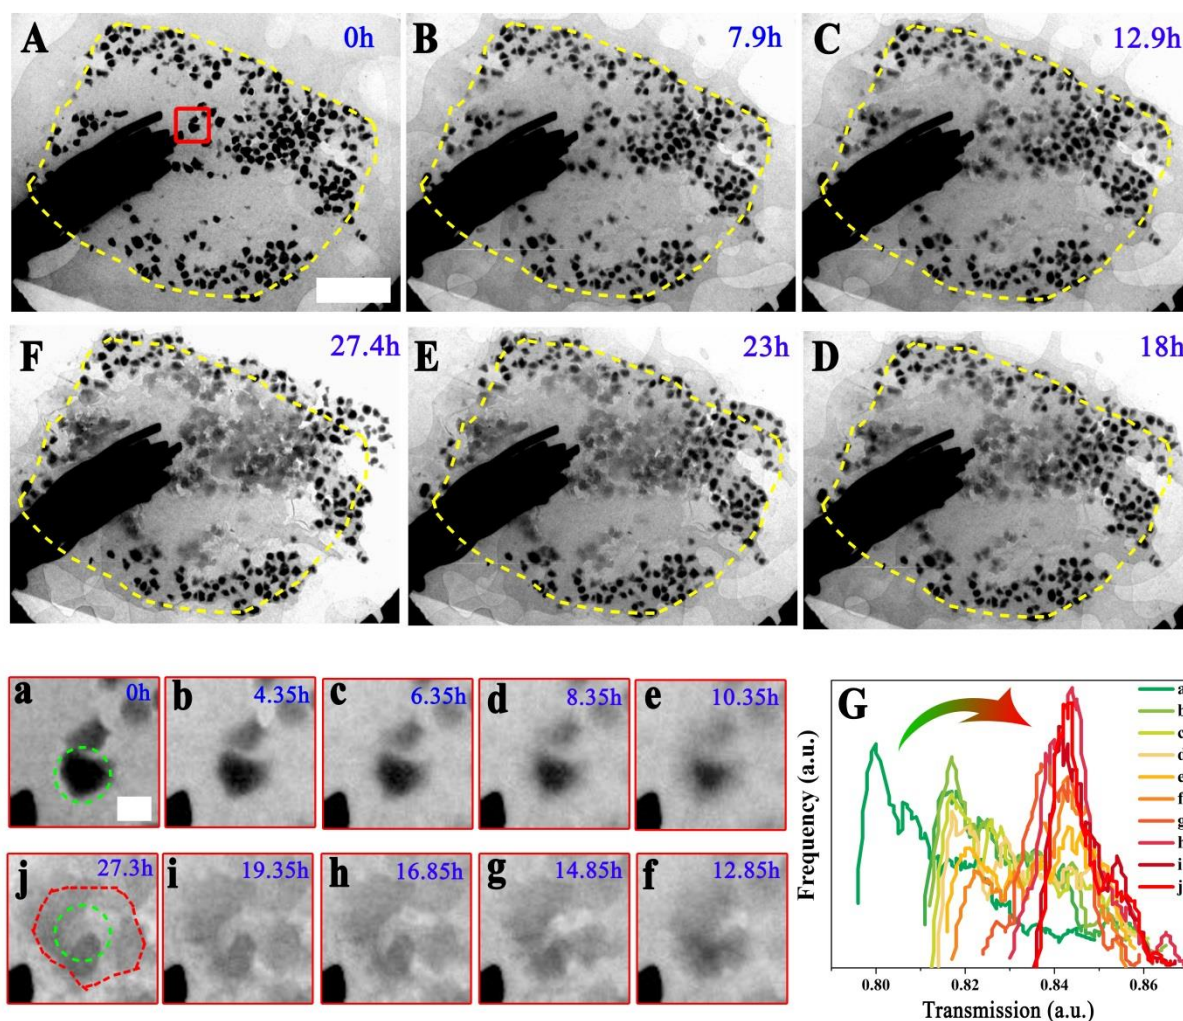 A
0h
B
7.9h
C
12.9h
F
27.4h
E
23h
D
18h
a
0h
b
4.35h
c
6.35h
d
8.35h
e
10.35h
j
27.3h
i
19.35h
h
16.85h
g
14.85h
f
12.85h
G
a
b
c
d
e
f
g
h
i
j
Frequency (a.u.)
0.80
0.82
0.84
0.86
Transmission (a.u.)